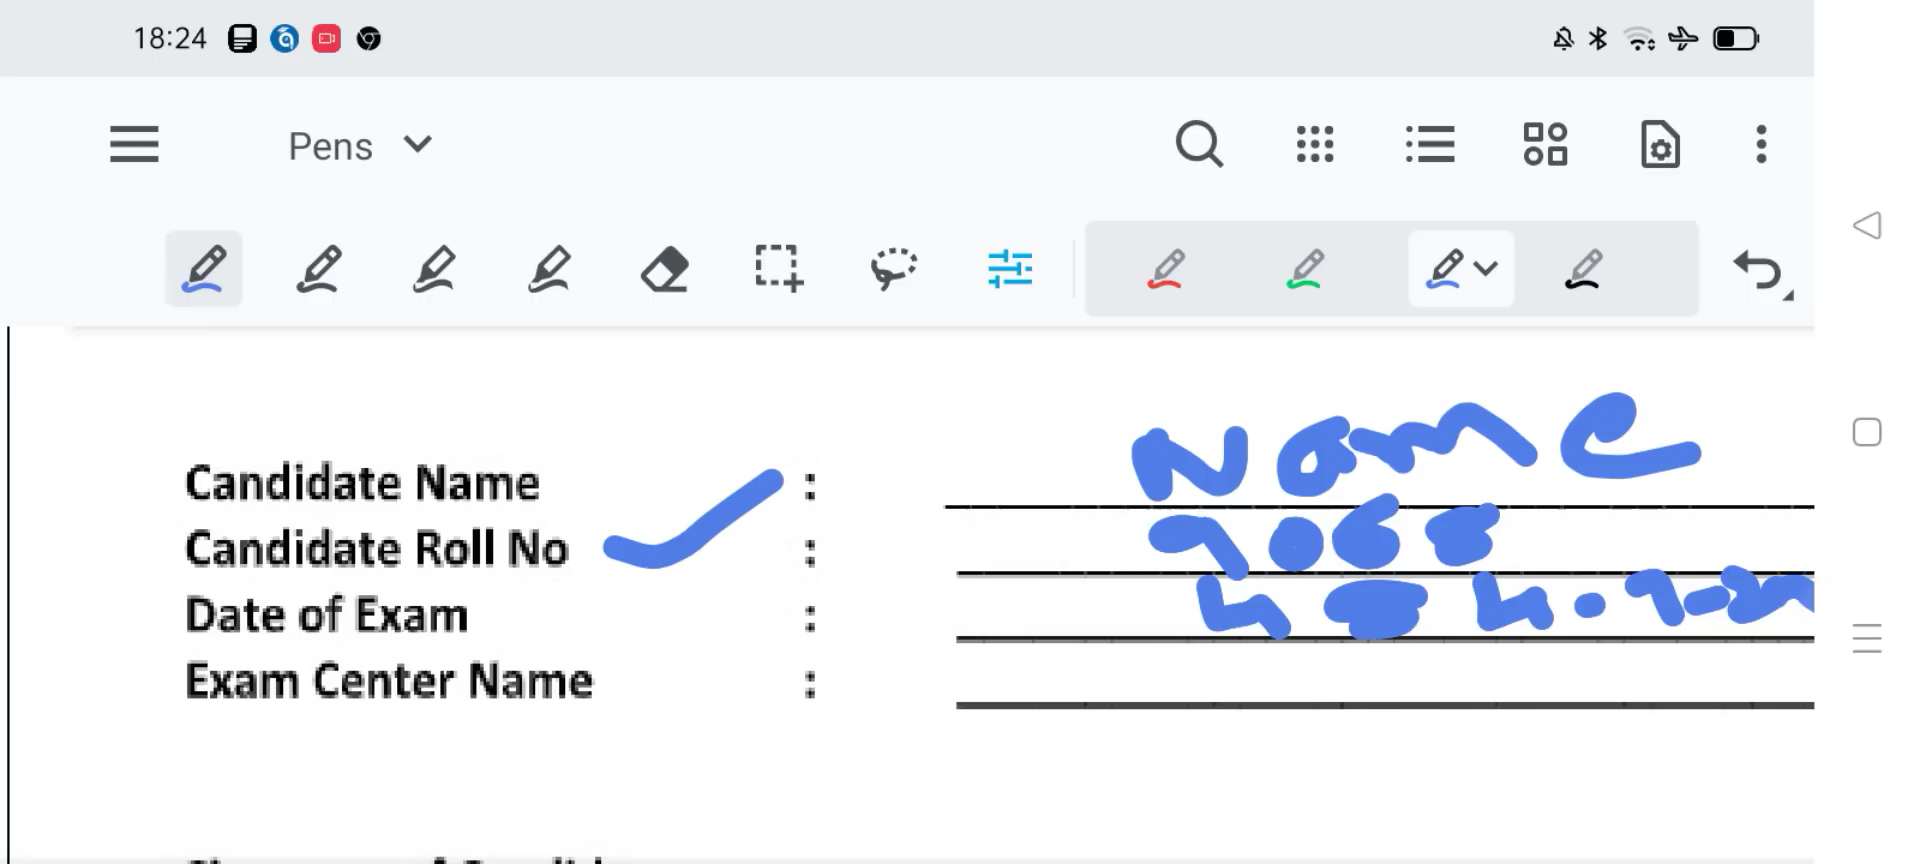 18:24
Pens
Candidate Name : Name
Candidate Roll No :
Date of Exam :
Exam Center Name :